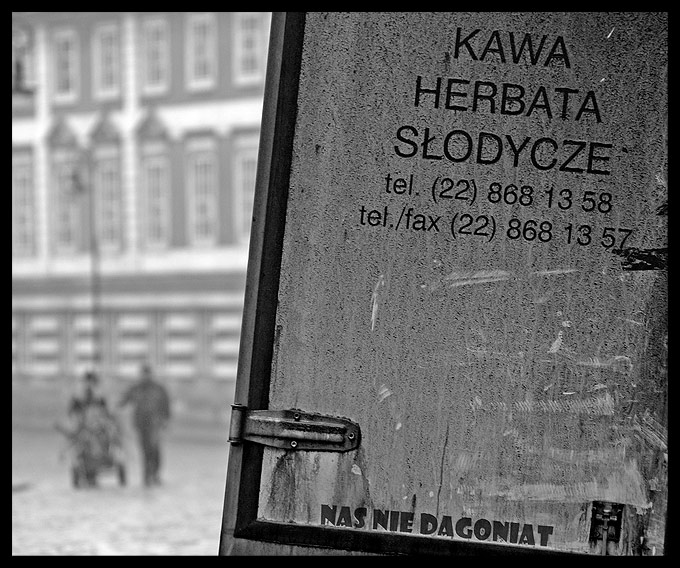 KAWA
HERBATA
SŁODYCZE
tel. (22) 868 13 58
tel./fax (22) 868 13 57
NAS NIE DAGONIAT